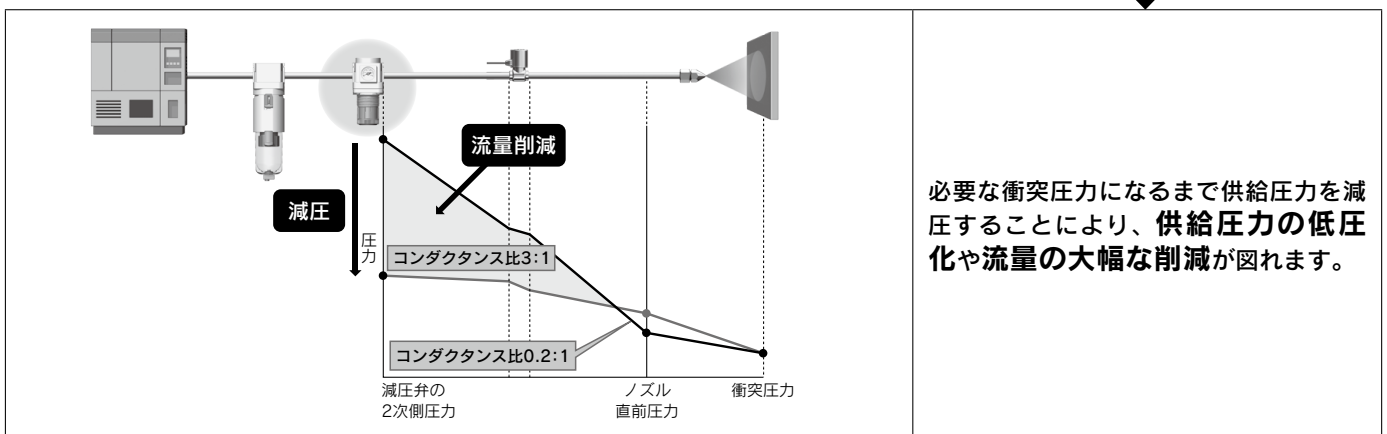 流量削減
減圧
圧力
コンダクタンス比3:1
コンダクタンス比0.2:1
減圧弁の
2次側圧力
ノズル
直前圧力
衝突圧力
必要な衝突圧力になるまで供給圧力を減
圧することにより、供給圧力の低圧
化や流量の大幅な削減が図れます。